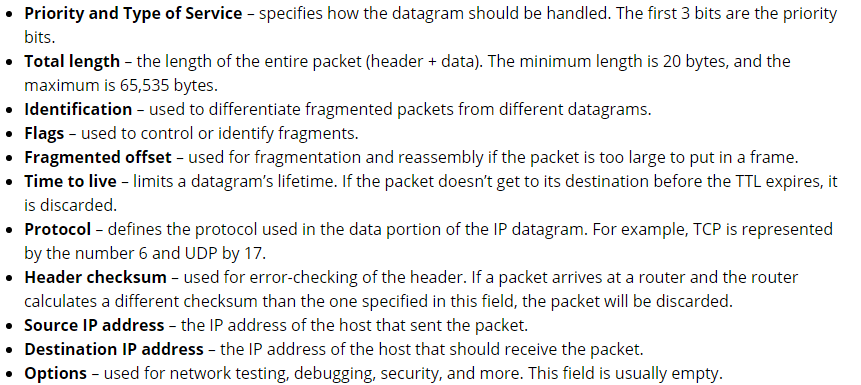 • Priority and Type of Service – specifies how the datagram should be handled. The first 3 bits are the priority
bits.
• Total length – the length of the entire packet (header + data). The minimum length is 20 bytes, and the
maximum is 65,535 bytes.
• Identification – used to differentiate fragmented packets from different datagrams.
• Flags – used to control or identify fragments.
• Fragmented offset – used for fragmentation and reassembly if the packet is too large to put in a frame.
• Time to live – limits a datagram’s lifetime. If the packet doesn’t get to its destination before the TTL expires, it
is discarded.
• Protocol – defines the protocol used in the data portion of the IP datagram. For example, TCP is represented
by the number 6 and UDP by 17.
• Header checksum – used for error-checking of the header. If a packet arrives at a router and the router
calculates a different checksum than the one specified in this field, the packet will be discarded.
• Source IP address – the IP address of the host that sent the packet.
• Destination IP address – the IP address of the host that should receive the packet.
• Options – used for network testing, debugging, security, and more. This field is usually empty.